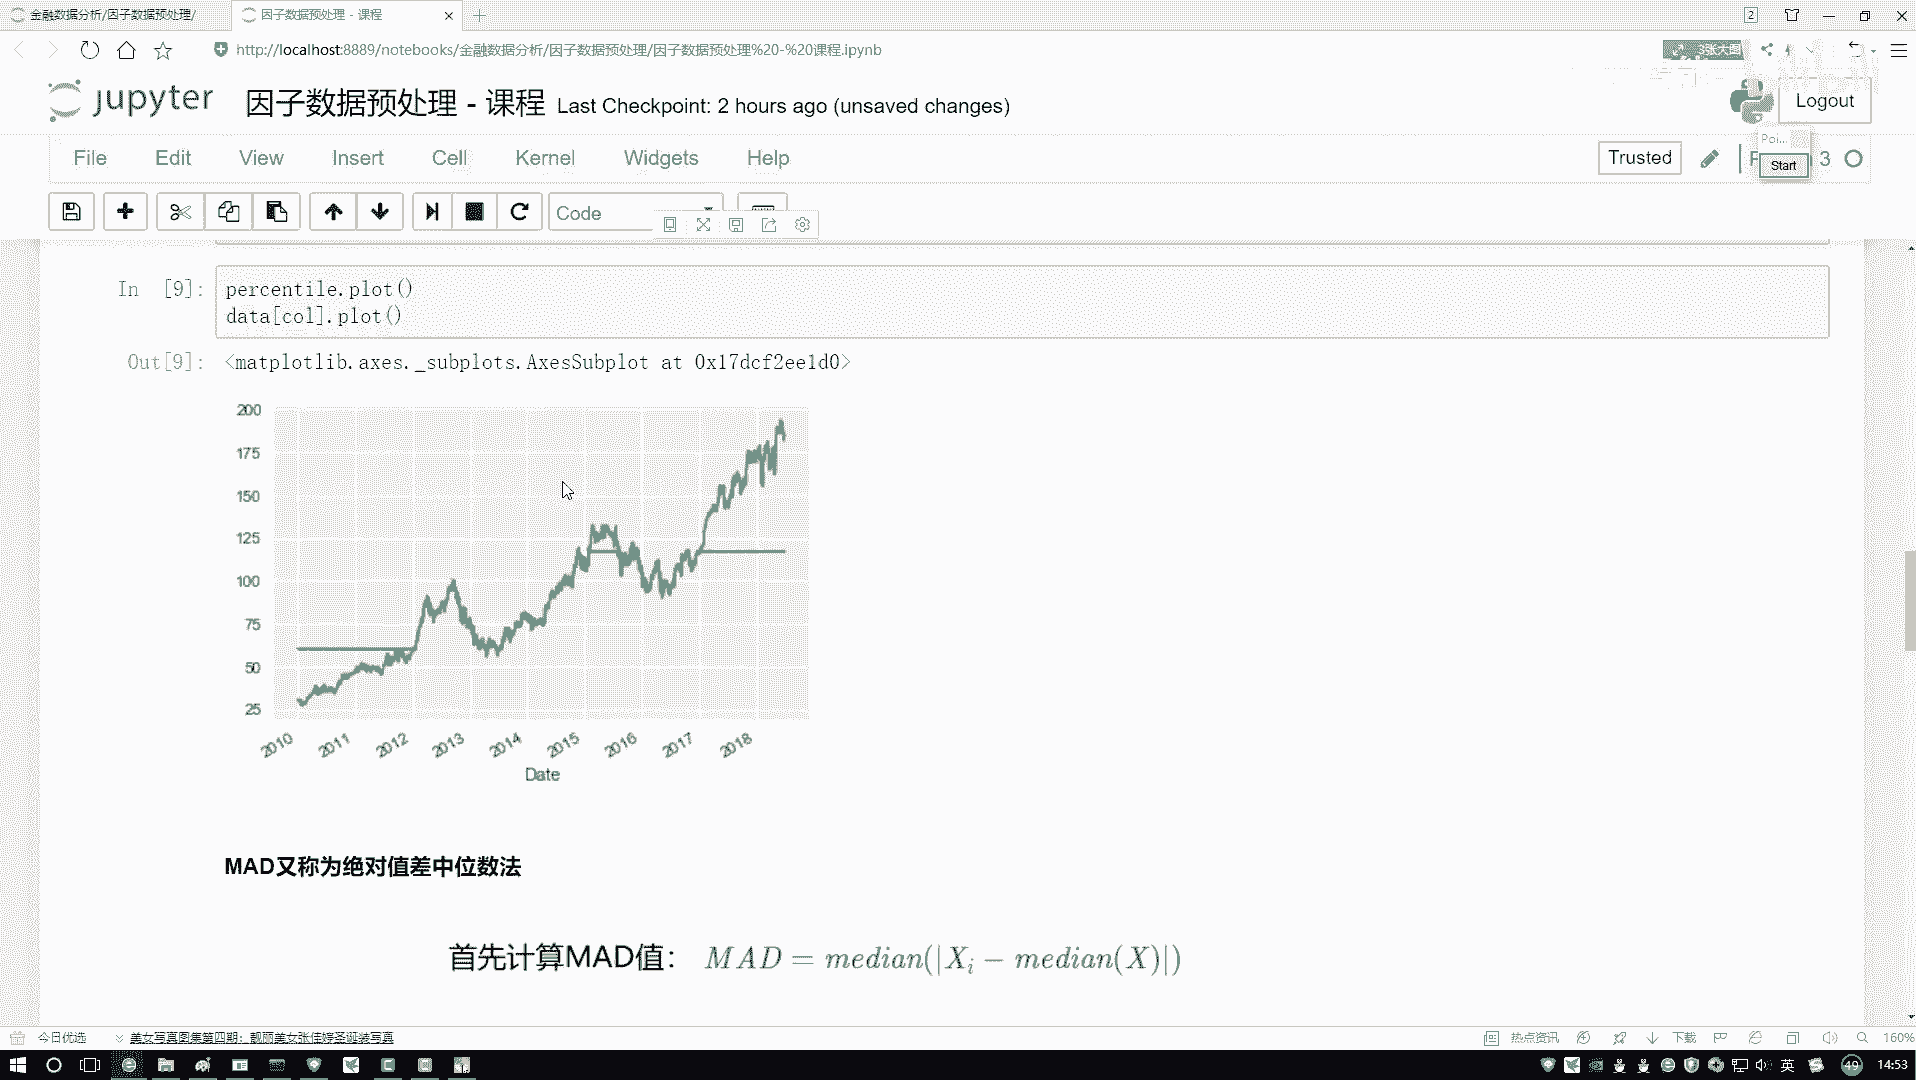 金融数据分析/因子数据预处理/
因子数据预处理 - 课程
2
http://localhost:8889/notebooks/金融数据分析/因子数据预处理/因子数据预处理%20-%20课程.ipynb
3张大图
jupyter 因子数据预处理 - 课程 Last Checkpoint: 2 hours ago (unsaved changes)
Logout
Poi...
File Edit View Insert Cell Kernel Widgets Help
Trusted
Start
3
Code
In [9]: percentile.plot()
data[col].plot()
Out[9]: <matplotlib.axes._subplots.AxesSubplot at 0x17dcf2ee1d0>
200
175
150
125
100
75
50
25
2010 2011 2012 2013 2014 2015 2016 2017 2018
Date
MAD又称为绝对值差中位数法
首先计算MAD值： MAD = median(|X_i − median(X)|)
今日优选
美女写真图集第四期：靓丽美女张佳婷圣诞装写真
热点资讯
下载
160%
英
49
14:53